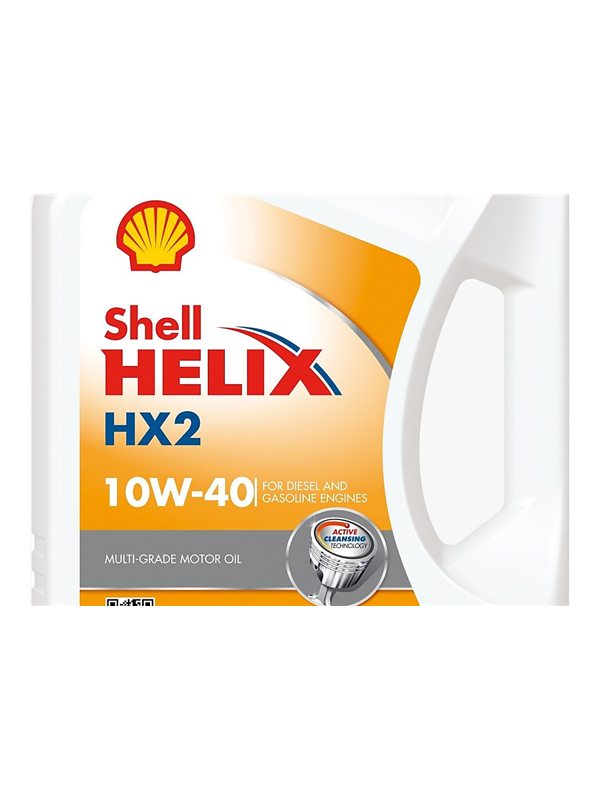 Shell
HELIX
HX2
10W-40
FOR DIESEL AND
GASOLINE ENGINES
ACTIVE
CLEANSING
TECHNOLOGY
MULTI-GRADE MOTOR OIL